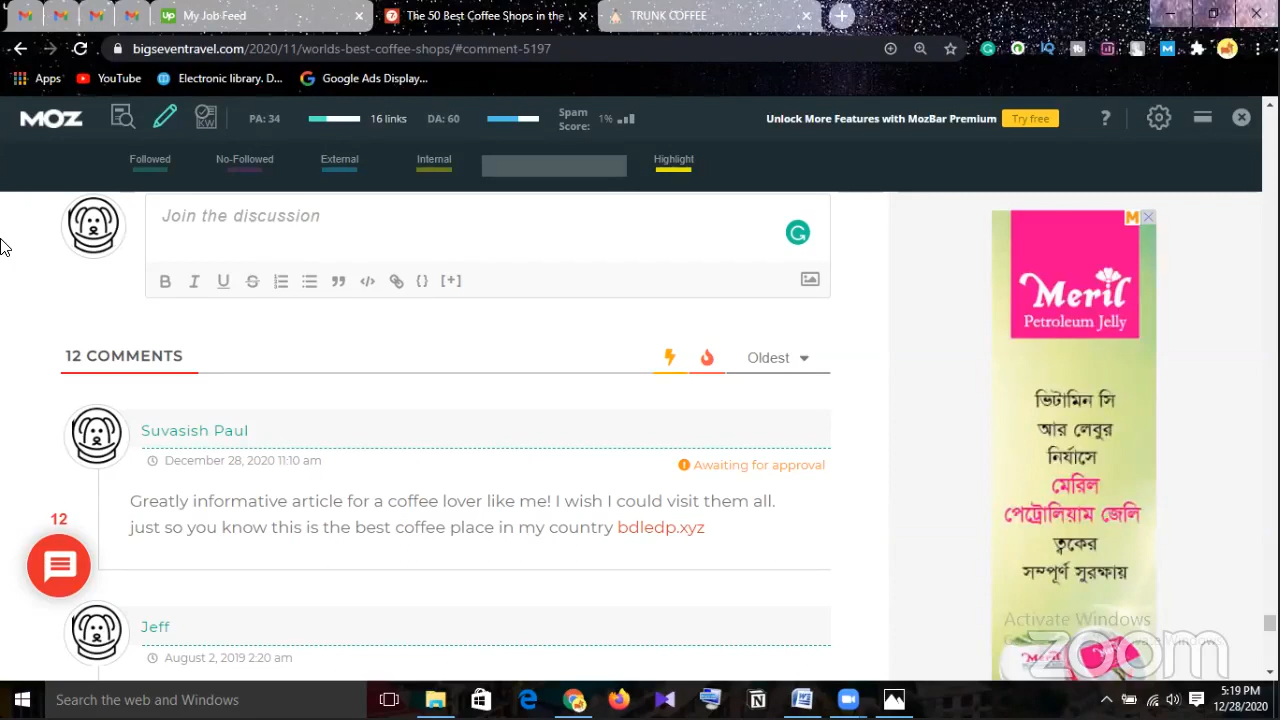 My Job Feed
The 50 Best Coffee Shops in the
TRUNK COFFEE
bigseventravel.com/2020/11/worlds-best-coffee-shops/#comment-5197
Apps
YouTube
Electronic library. D...
Google Ads Display...
MOZ
PA: 34
16 links
DA: 60
Spam Score: 1%
Unlock More Features with MozBar Premium
Try free
?
Followed
No-Followed
External
Internal
Highlight
Join the discussion
B I U S {} [+]
12 COMMENTS
Oldest
Suvasish Paul
December 28, 2020 11:10 am
Awaiting for approval
Greatly informative article for a coffee lover like me! I wish I could visit them all.
just so you know this is the best coffee place in my country bdledp.xyz
12
Jeff
August 2, 2019 2:20 am
Meril
Petroleum Jelly
ভিটামিন সি
আর লেবুর
নির্যাসে
মেরিল
পেট্রোলিয়াম জেলি
ত্বকের
সম্পূর্ণ সুরক্ষায়
Activate Windows
zoom
Search the web and Windows
5:19 PM
12/28/2020